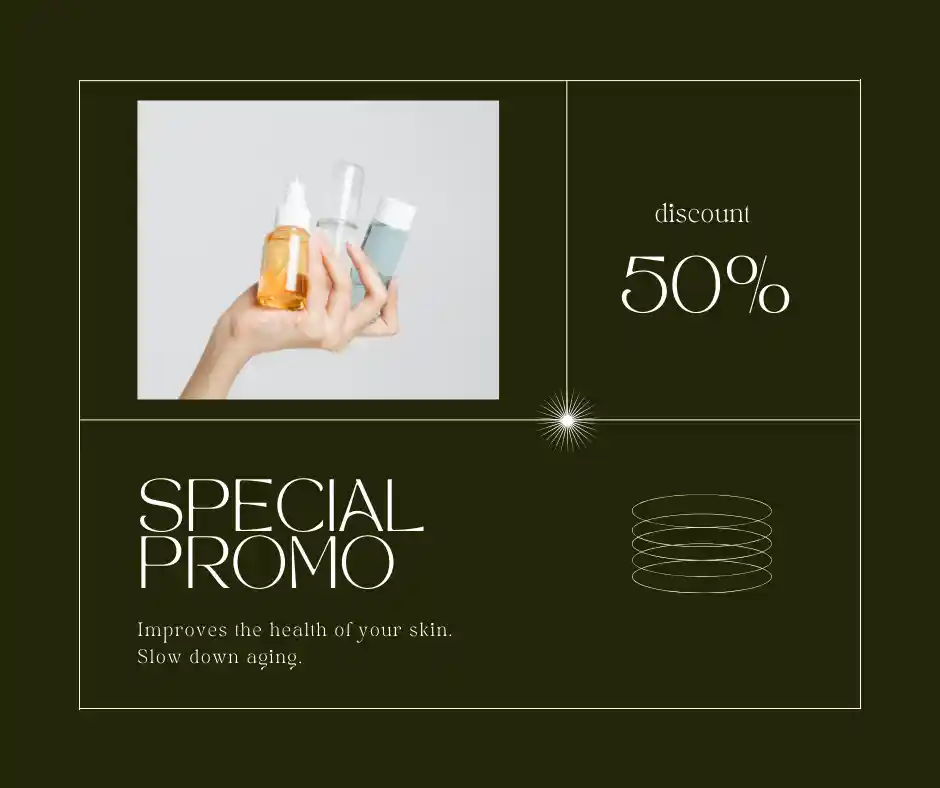 discount
50%
SPECIAL
PROMO
Improves the health of your skin.
Slow down aging.